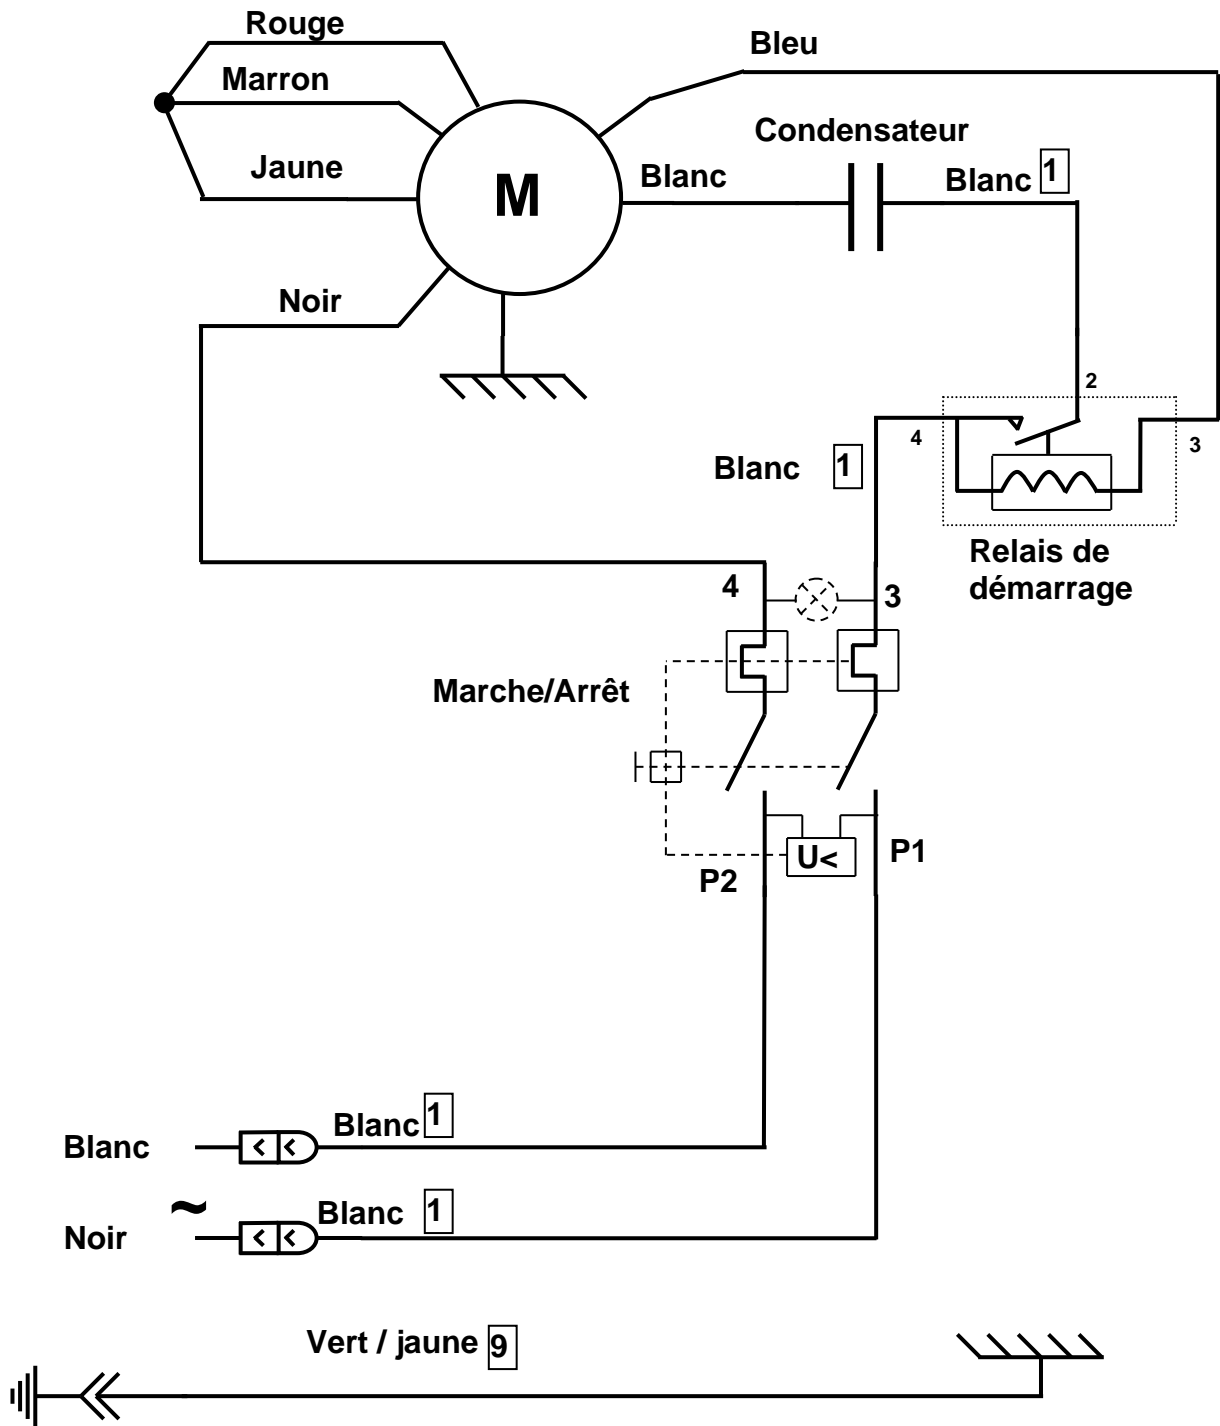 Rouge
Bleu
Marron
Condensateur
Jaune
M
Blanc
Blanc 1
Noir
2
4
3
Blanc 1
Relais de
démarrage
4
3
Marche/Arrêt
U<
P1
P2
Blanc 1
Blanc
~
Blanc 1
Noir
Vert / jaune 9